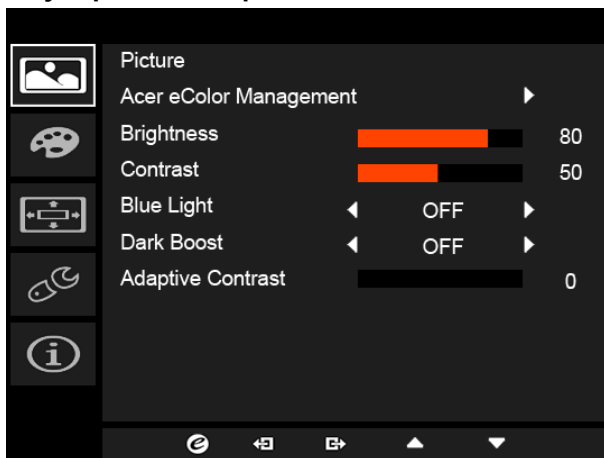 Picture
Acer eColor Management
Brightness 80
Contrast 50
Blue Light OFF
Dark Boost OFF
Adaptive Contrast 0